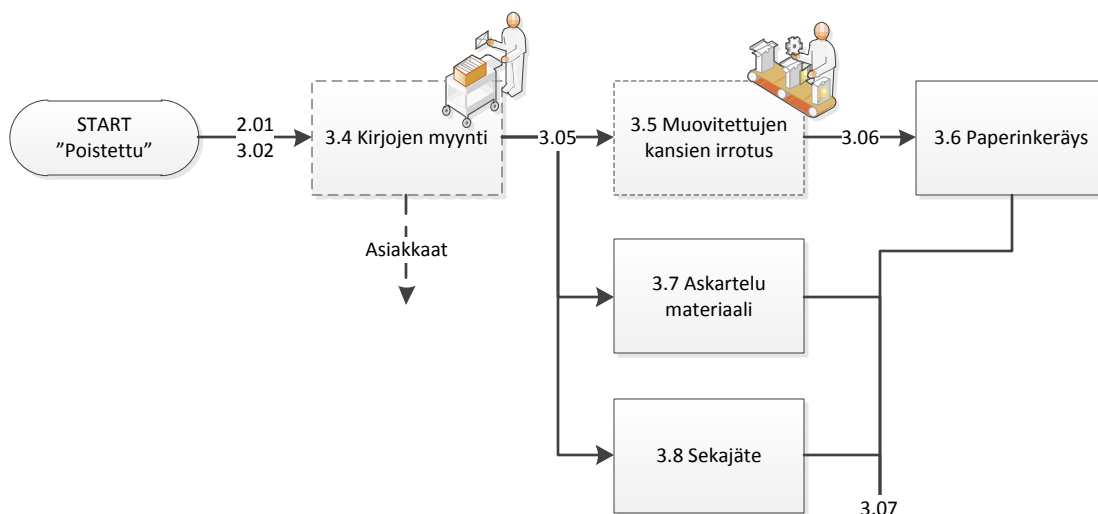 START
”Poistettu”
2.01
3.02
3.4 Kirjojen myynti
3.05
3.5 Muovitettujen
kansien irrotus
3.06
3.6 Paperinkeräys
Asiakkaat
3.7 Askartelu
materiaali
3.8 Sekajäte
3.07